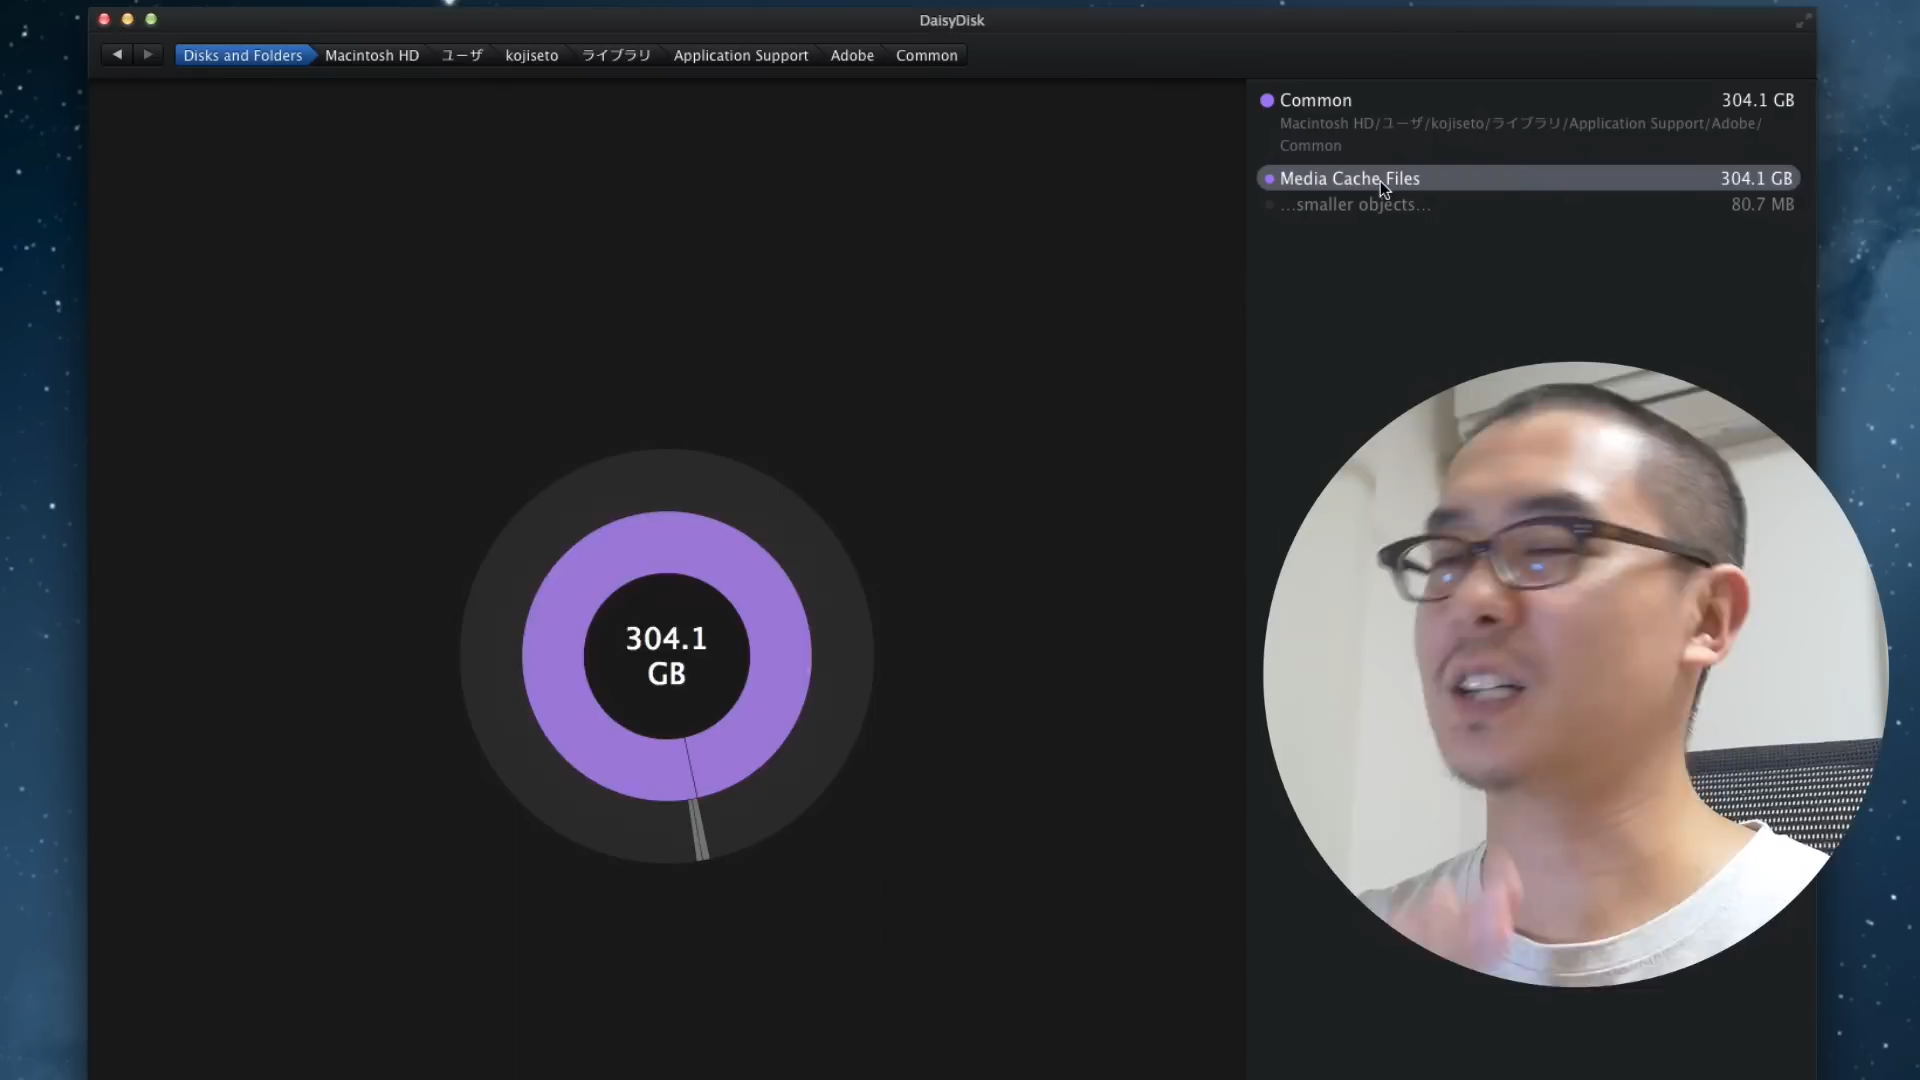 DaisyDisk
Disks and Folders Macintosh HD ユーザ kojiseto ライブラリ Application Support Adobe Common
Common 304.1 GB
Macintosh HD/ユーザ/kojiseto/ライブラリ/Application Support/Adobe/
Common
Media Cache Files 304.1 GB
...smaller objects... 80.7 MB
304.1
GB